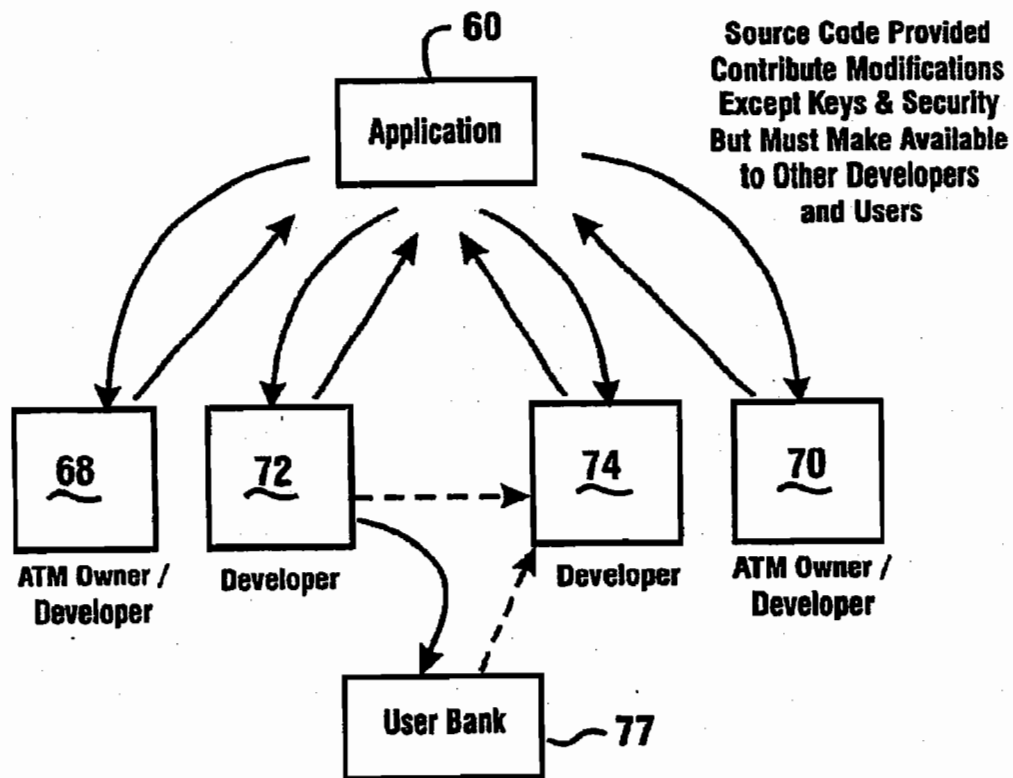 60
Application
Source Code Provided
Contribute Modifications
Except Keys & Security
But Must Make Available
to Other Developers
and Users
68
72
74
70
ATM Owner /
Developer
Developer
Developer
ATM Owner /
Developer
User Bank
77